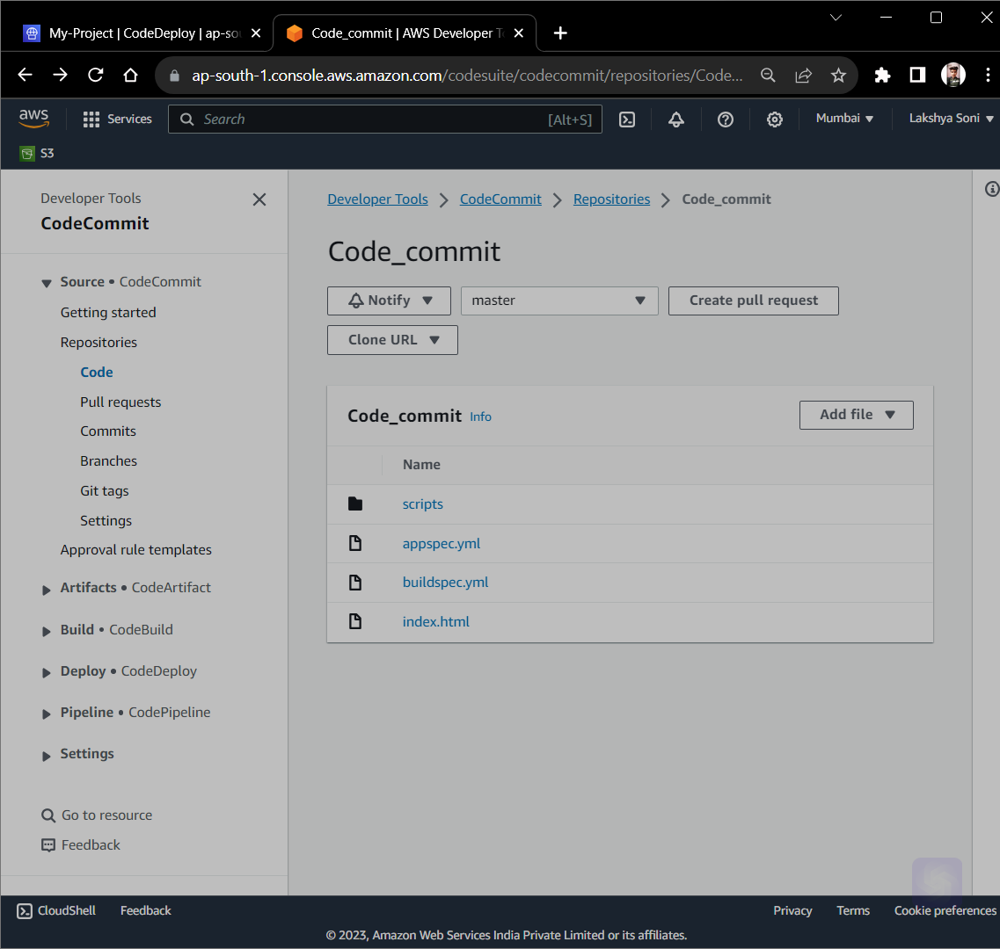 My-Project | CodeDeploy | ap-sou
Code_commit | AWS Developer T
ap-south-1.console.aws.amazon.com/codesuite/codecommit/repositories/Code...
aws
Services
Search [Alt+S]
Mumbai
Lakshya Soni
S3
Developer Tools
CodeCommit
Source • CodeCommit
Getting started
Repositories
Code
Pull requests
Commits
Branches
Git tags
Settings
Approval rule templates
Artifacts • CodeArtifact
Build • CodeBuild
Deploy • CodeDeploy
Pipeline • CodePipeline
Settings
Go to resource
Feedback
Developer Tools > CodeCommit > Repositories > Code_commit
Code_commit
Notify
master
Create pull request
Clone URL
Code_commit Info
Add file
Name
scripts
appspec.yml
buildspec.yml
index.html
CloudShell Feedback
Privacy Terms Cookie preferences
© 2023, Amazon Web Services India Private Limited or its affiliates.